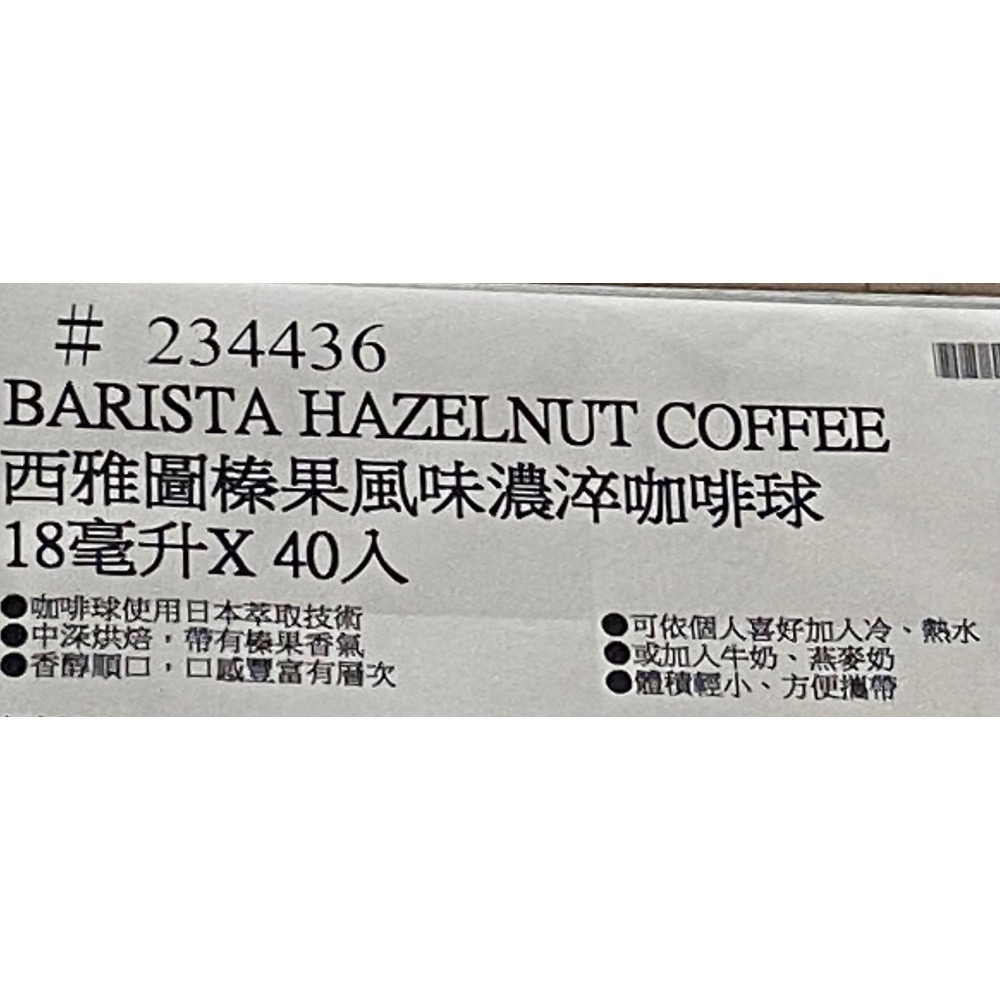 # 234436
BARISTA HAZELNUT COFFEE
西雅圖榛果風味濃淬咖啡球
18毫升X 40入
●咖啡球使用日本萃取技術
●中深烘焙，帶有榛果香氣
●香醇順口，口感豐富有層次
●可依個人喜好加入冷、熱水
●或加入牛奶、燕麥奶
●體積輕小、方便攜帶